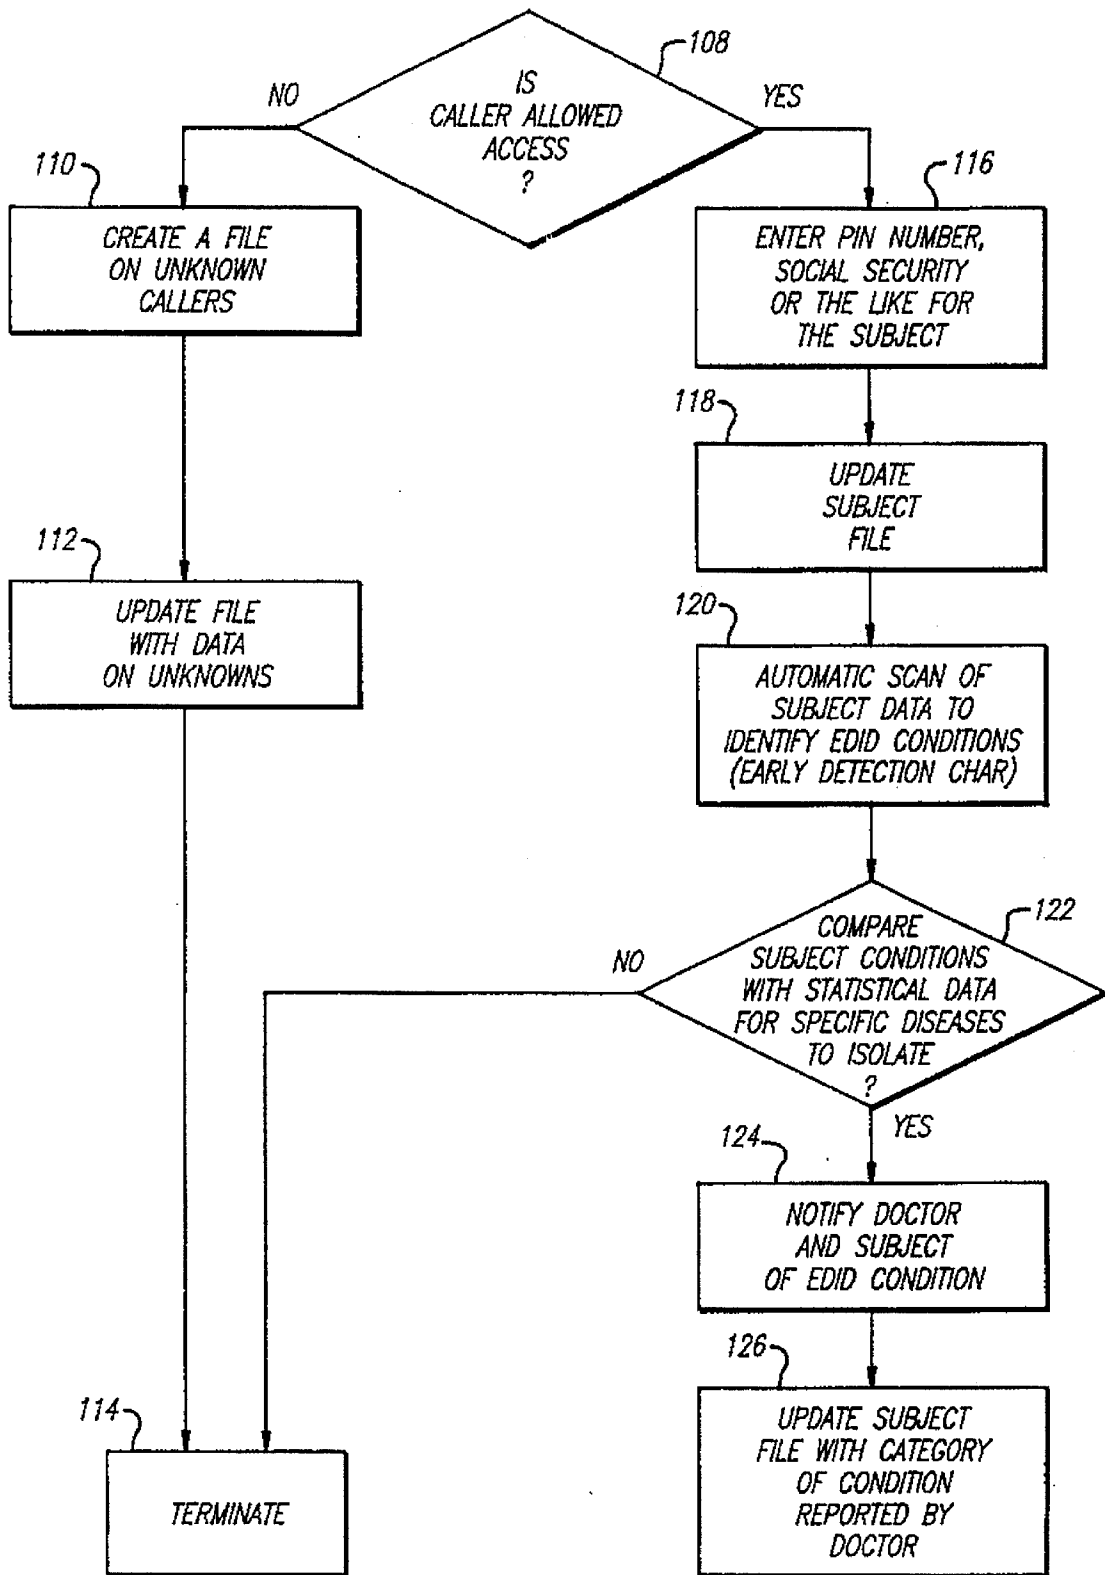 108
IS
CALLER ALLOWED
ACCESS
?
NO
YES
110
CREATE A FILE
ON UNKNOWN
CALLERS
116
ENTER PIN NUMBER,
SOCIAL SECURITY
OR THE LIKE FOR
THE SUBJECT
118
UPDATE
SUBJECT
FILE
112
UPDATE FILE
WITH DATA
ON UNKNOWNS
120
AUTOMATIC SCAN OF
SUBJECT DATA TO
IDENTIFY EDID CONDITIONS
(EARLY DETECTION CHAR)
122
COMPARE
SUBJECT CONDITIONS
WITH STATISTICAL DATA
FOR SPECIFIC DISEASES
TO ISOLATE
?
NO
YES
124
NOTIFY DOCTOR
AND SUBJECT
OF EDID CONDITION
126
UPDATE SUBJECT
FILE WITH CATEGORY
OF CONDITION
REPORTED BY
DOCTOR
114
TERMINATE